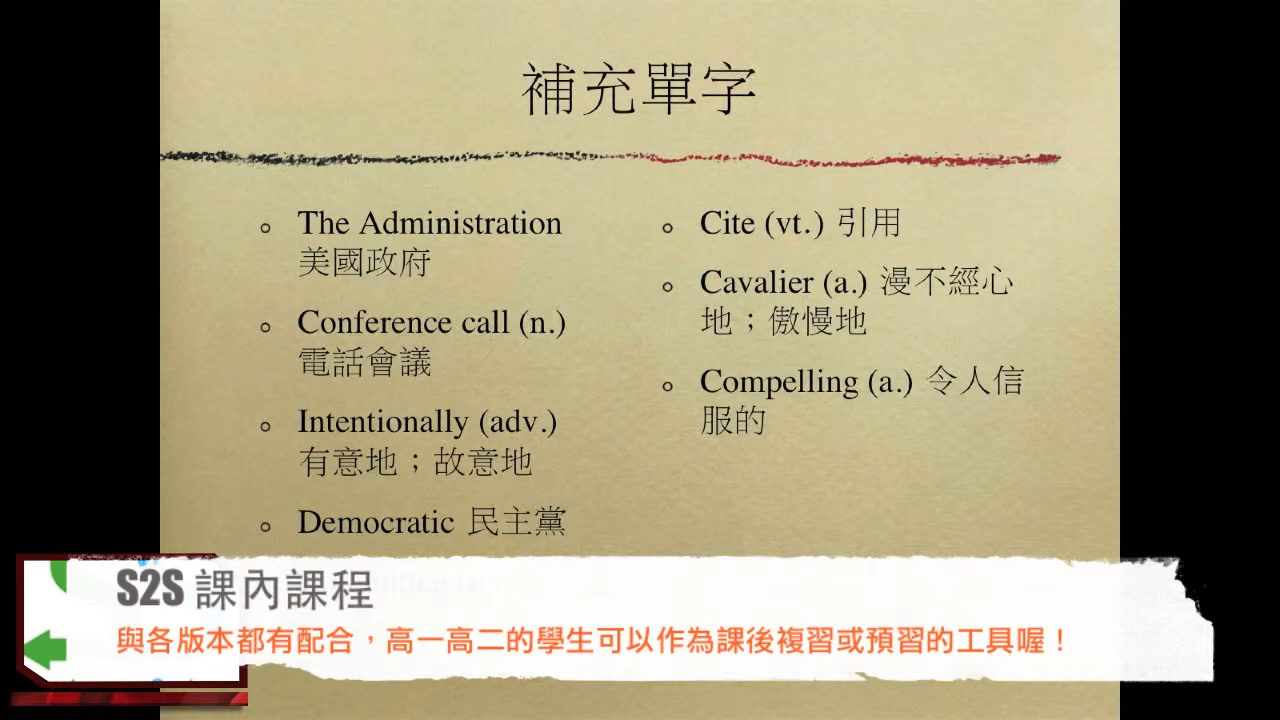 補充單字
The Administration
美國政府
Conference call (n.)
電話會議
Intentionally (adv.)
有意地；故意地
Democratic 民主黨
Cite (vt.) 引用
Cavalier (a.) 漫不經心
地；傲慢地
Compelling (a.) 令人信
服的
S2S 課內課程
與各版本都有配合，高一高二的學生可以作為課後複習或預習的工具喔！